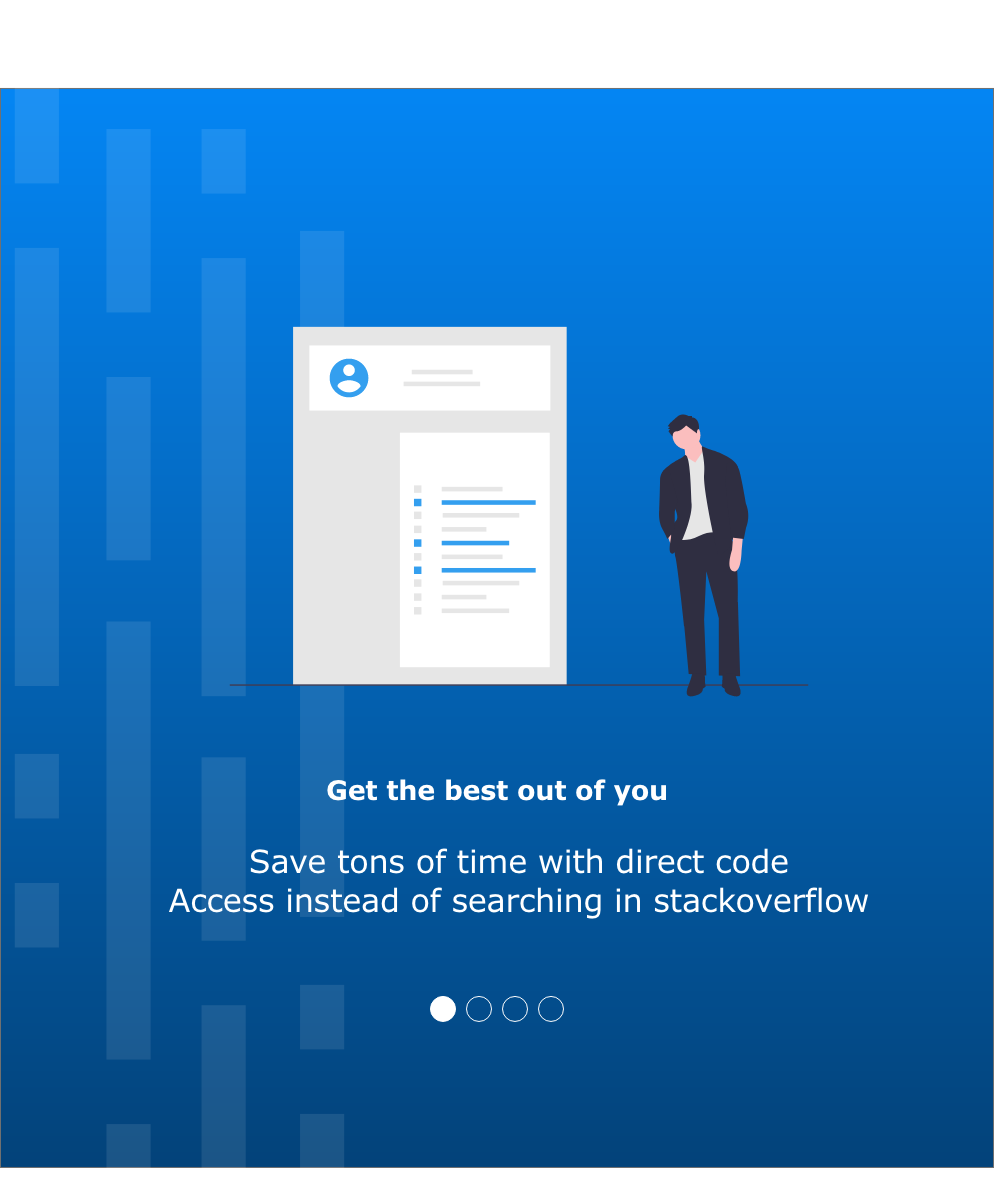 Get the best out of you
Save tons of time with direct code
Access instead of searching in stackoverflow